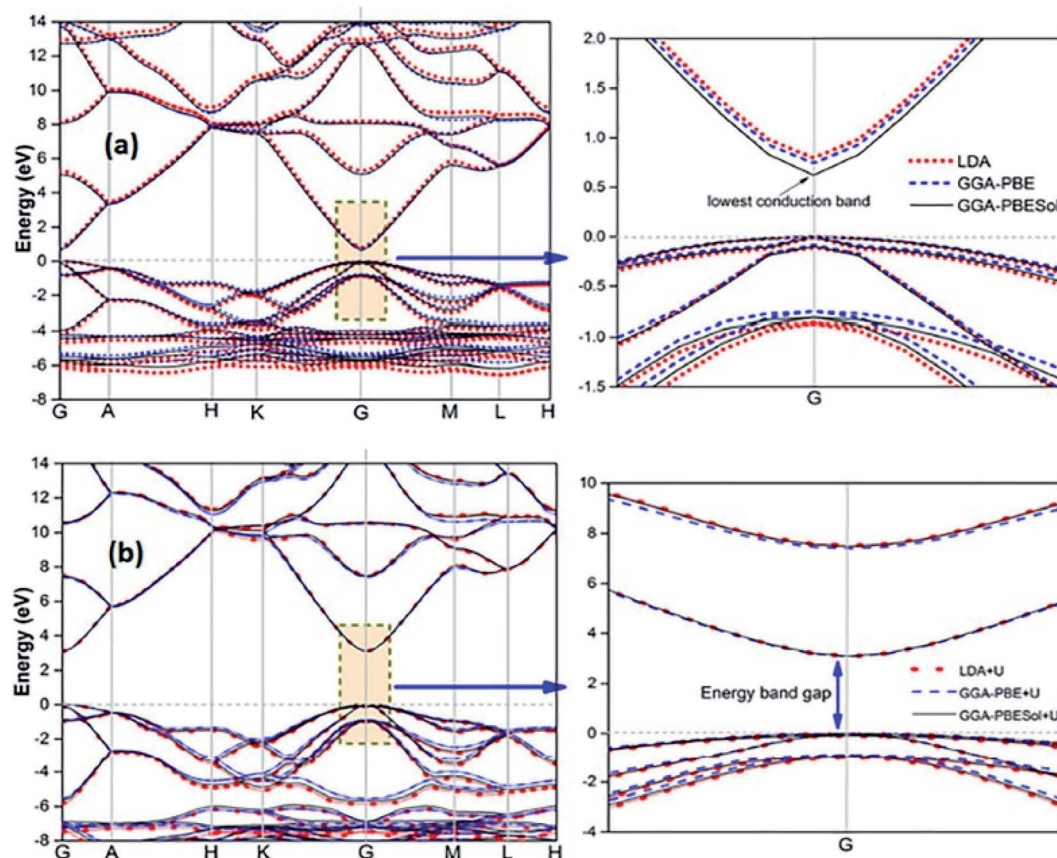 14
12
10
8
6
4
2
0
-2
-4
-6
-8
Energy (eV)
(a)
G A H K G M L H
2.0
1.5
1.0
0.5
0.0
-0.5
-1.0
-1.5
LDA
GGA-PBE
GGA-PBESol
lowest conduction band
G
14
12
10
8
6
4
2
0
-2
-4
-6
-8
Energy (eV)
(b)
G A H K G M L H
10
8
6
4
2
0
-2
-4
Energy band gap
LDA+U
GGA-PBE+U
GGA-PBESol+U
G